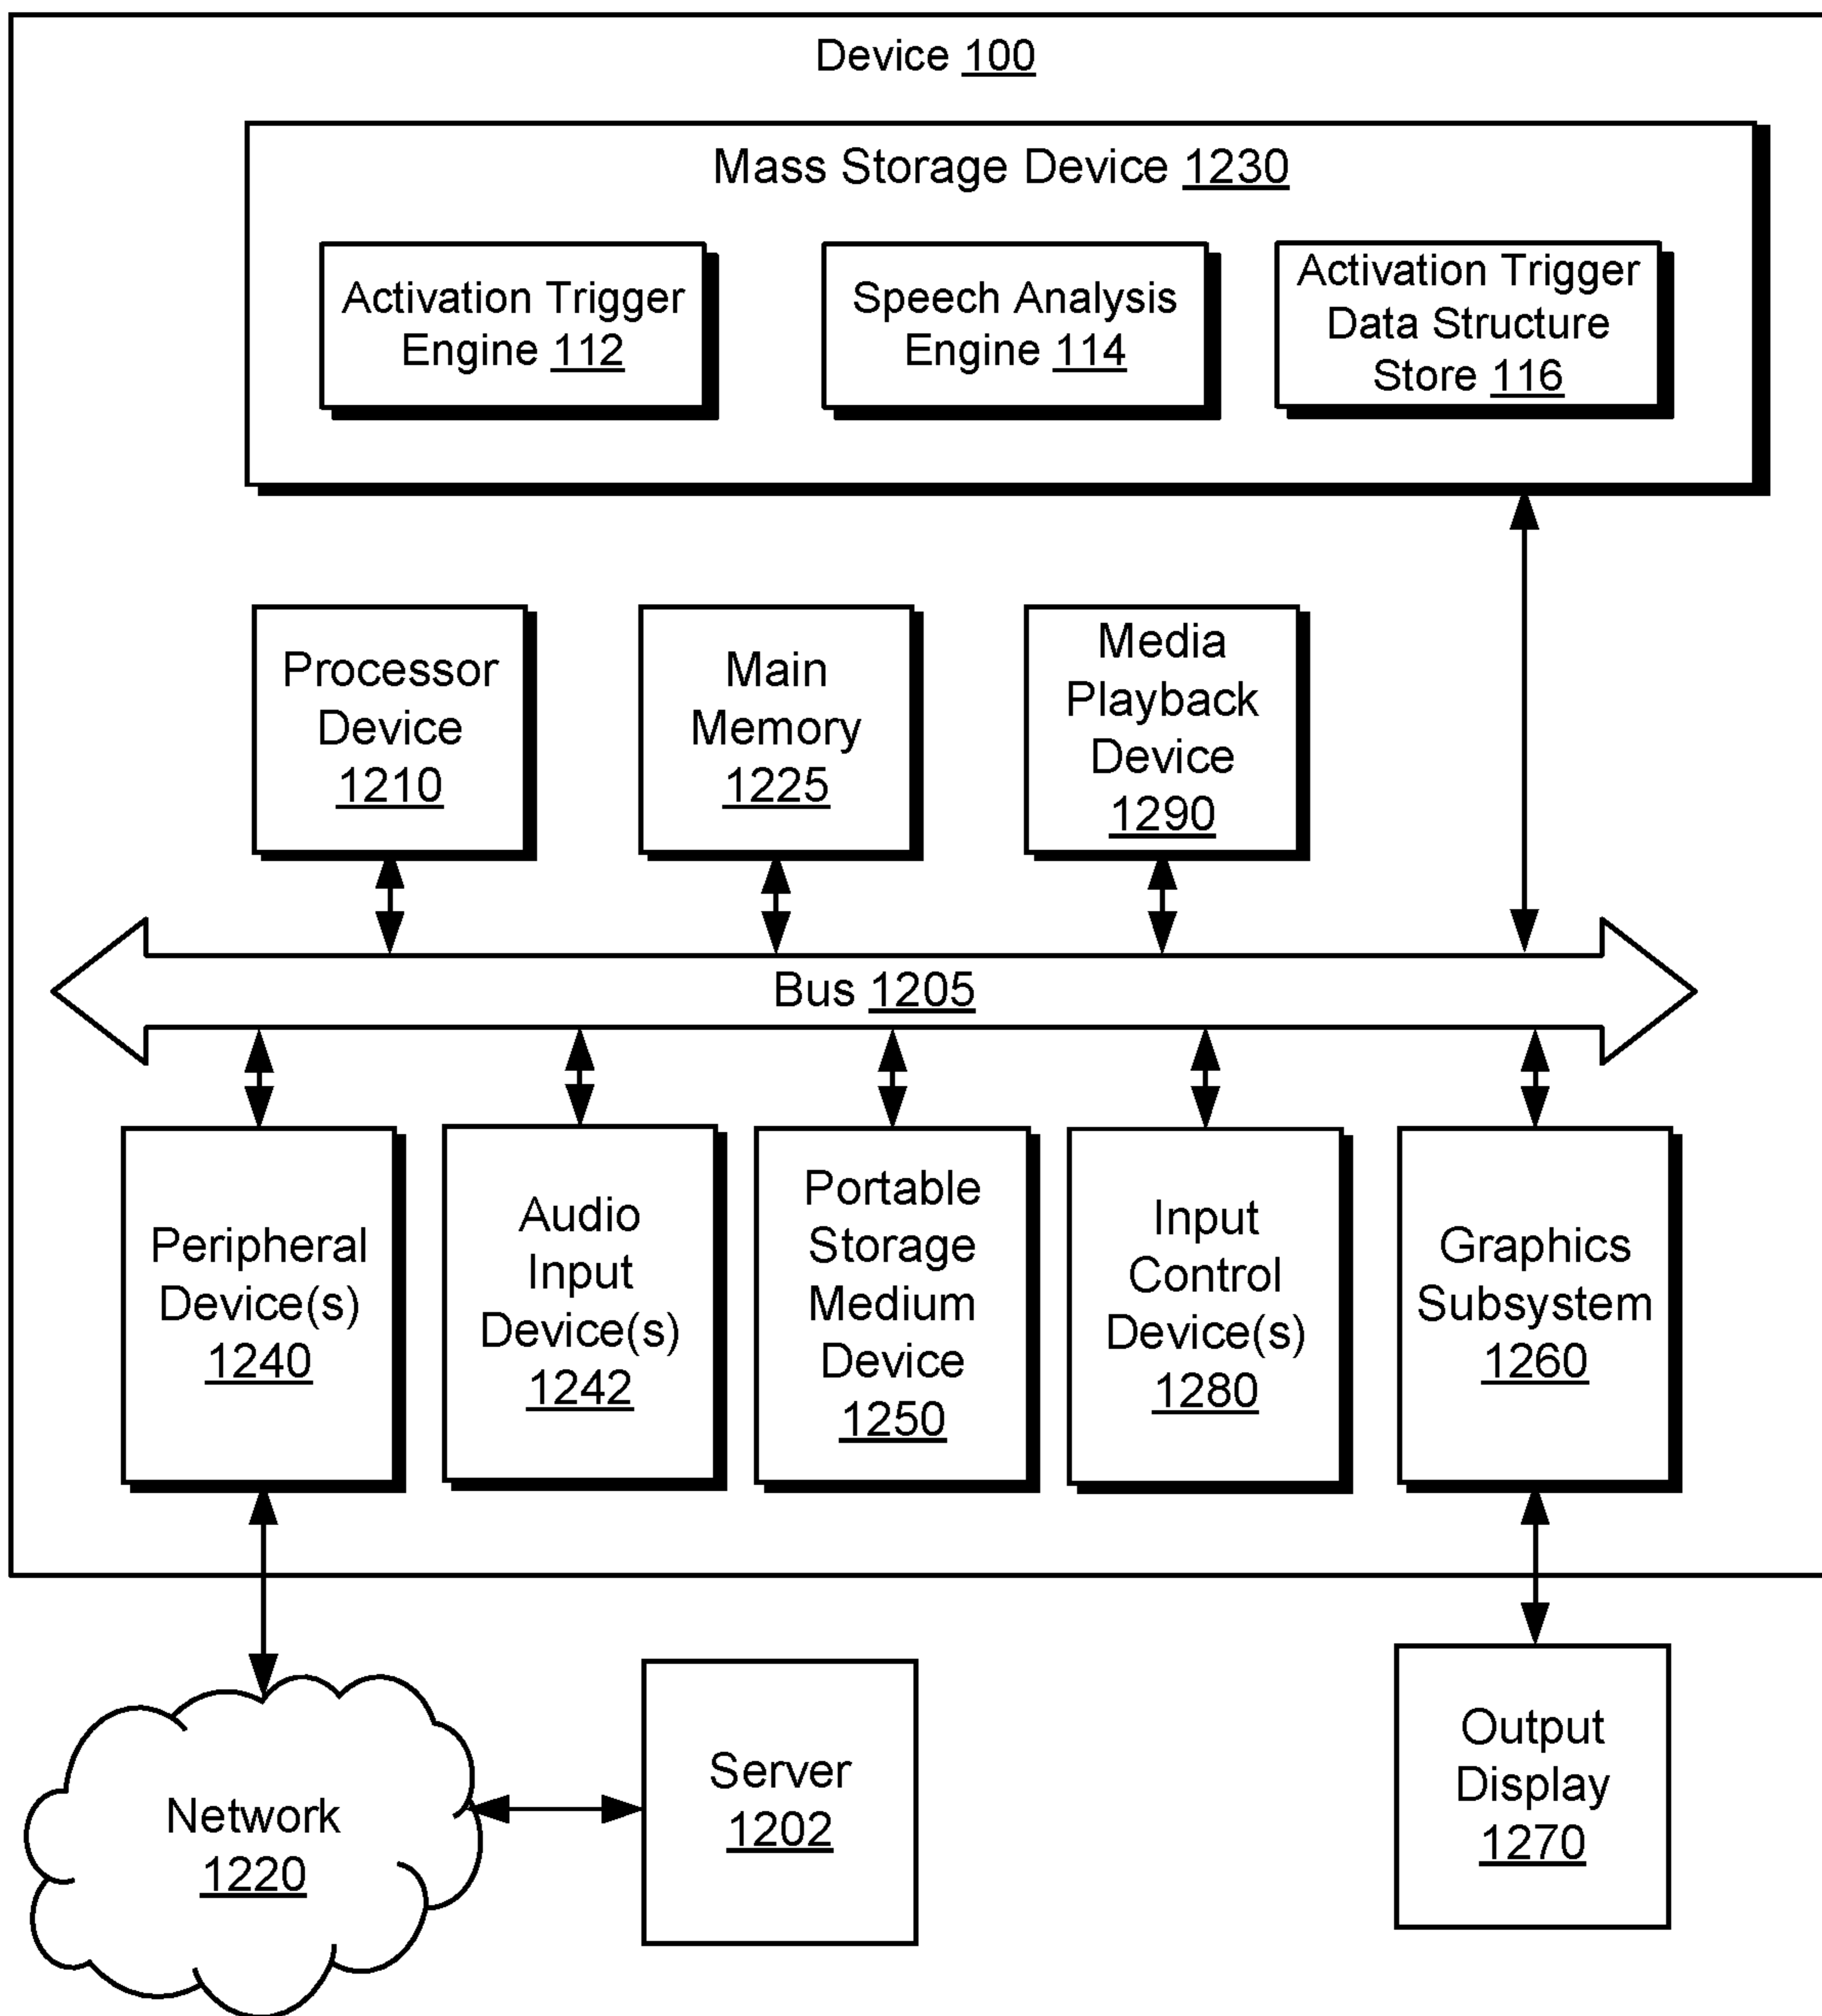 Device 100
Mass Storage Device 1230
Activation Trigger
Engine 112
Speech Analysis
Engine 114
Activation Trigger
Data Structure
Store 116
Processor
Device
1210
Main
Memory
1225
Media
Playback
Device
1290
Bus 1205
Peripheral
Device(s)
1240
Audio
Input
Device(s)
1242
Portable
Storage
Medium
Device
1250
Input
Control
Device(s)
1280
Graphics
Subsystem
1260
Network
1220
Server
1202
Output
Display
1270